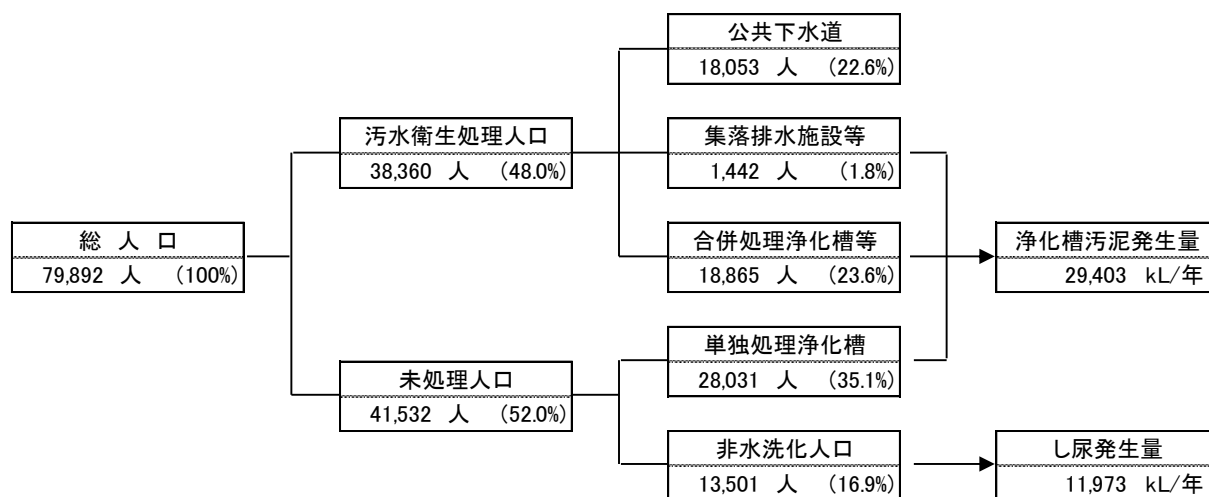 公共下水道
18,053 人 (22.6%)
汚水衛生処理人口
38,360 人 (48.0%)
集落排水施設等
1,442 人 (1.8%)
総 人 口
79,892 人 (100%)
合併処理浄化槽等
18,865 人 (23.6%)
浄化槽汚泥発生量
29,403 kL/年
未処理人口
41,532 人 (52.0%)
単独処理浄化槽
28,031 人 (35.1%)
非水洗化人口
13,501 人 (16.9%)
し尿発生量
11,973 kL/年